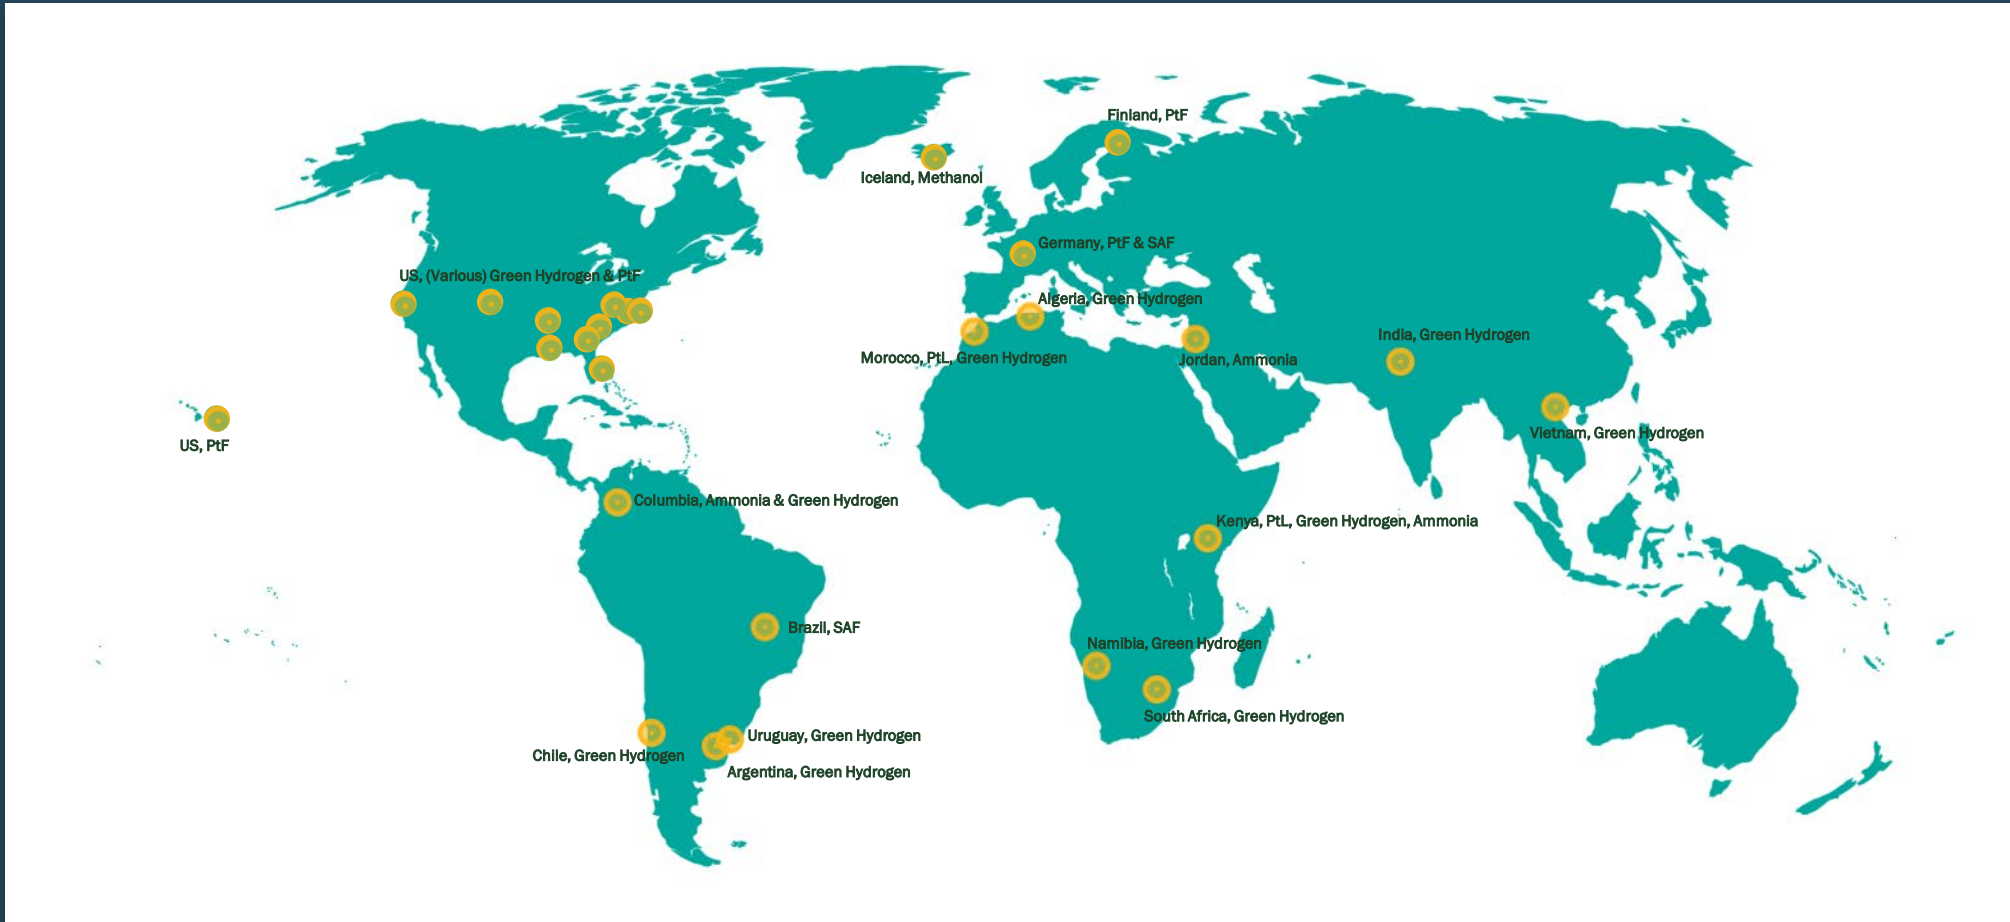 Finland, PtF
Iceland, Methanol
Germany, PtF & SAF
US, (Various) Green Hydrogen & PtF
Algeria, Green Hydrogen
India, Green Hydrogen
Morocco, PtL, Green Hydrogen
Jordan, Ammonia
Vietnam, Green Hydrogen
US, PtF
Columbia, Ammonia & Green Hydrogen
Kenya, PtL, Green Hydrogen, Ammonia
Brazil, SAF
Namibia, Green Hydrogen
South Africa, Green Hydrogen
Uruguay, Green Hydrogen
Chile, Green Hydrogen
Argentina, Green Hydrogen